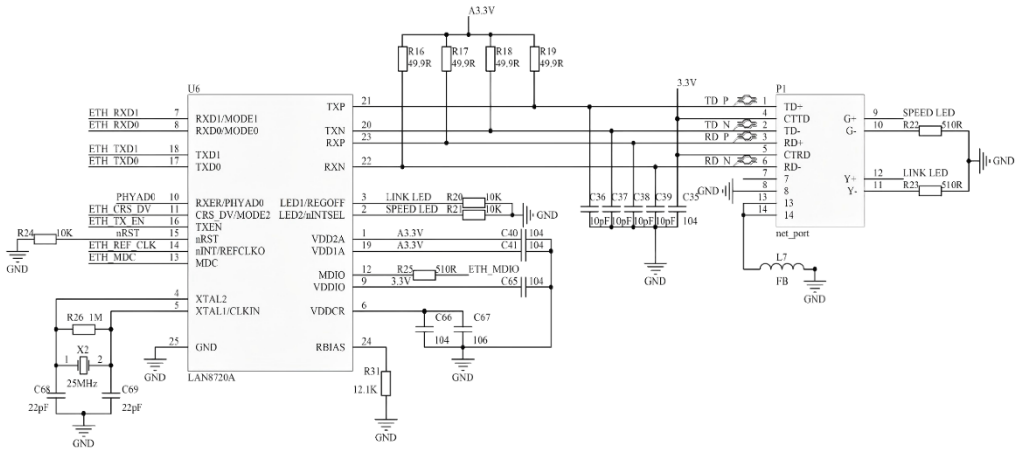 A3.3V
R16 R17 R18 R19
49.9R 49.9R 49.9R 49.9R
U6
3.3V
P1
ETH_RXD1 7 RXD1/MODE1 TXP 21 TD_P 1 TD+
ETH_RXD0 8 RXD0/MODE0 TXN 20 TD_N 2 TD-
RXP 23 RD_P 3 RD+
4 CTTD
5 CTRD
ETH_TXD1 18 TXD1
ETH_TXD0 17 TXD0 RXN 22 RD_N 6 RD-
G+ 9 SPEED LED
G- 10 R22 510R
GND
Y+ 12 LINK LED
Y- 11 R23 510R
7 7
GND 8 8
13 13
14 14
net_port
PHYAD0 10 RXER/PHYAD0 LED1/REGOFF 3 LINK LED R20 10K
ETH_CRS_DV 11 CRS_DV/MODE2 LED2/nINTSEL 2 SPEED LED R21 10K GND
ETH_TX_EN 16 TXEN
R24 10K nRST 15 nRST VDD2A 1 A3.3V C40 104
ETH_REF_CLK 14 nINT/REFCLKO VDD1A 19 A3.3V C41 104
GND
ETH_MDC 13 MDC
MDIO 12 R25 510R ETH_MDIO
VDDIO 9 3.3V C65 104
C36 C37 C38 C39 C35
10pF 10pF 10pF 10pF 104
GND
L7
FB
GND
4 XTAL2
5 XTAL1/CLKIN VDDCR 6
R26 1M
C66 C67
104 106
GND
X2
1 2
25MHz
25 GND RBIAS 24
GND
LAN8720A
R31
12.1K
GND
C68 C69
22pF 22pF
GND